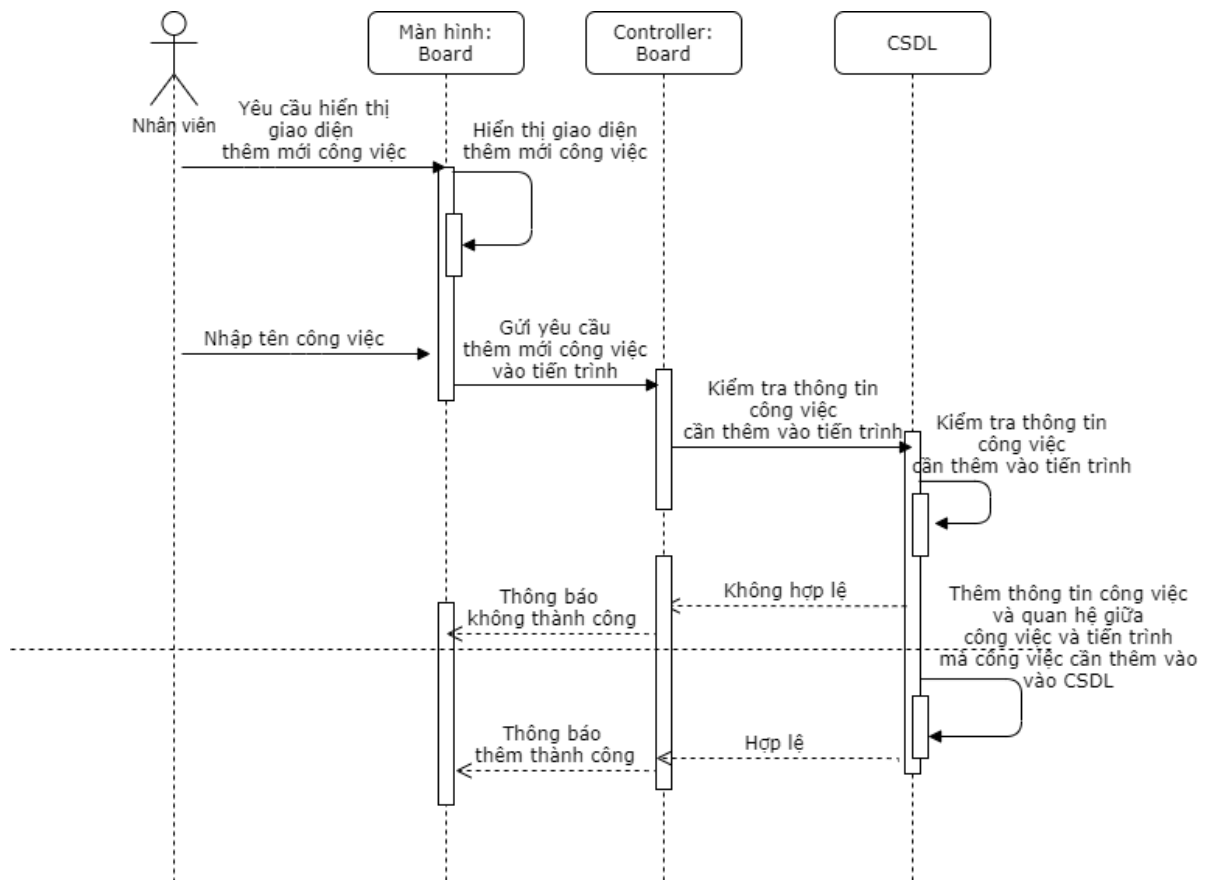 Màn hình:
Board
Controller:
Board
CSDL
Nhân viên
Yêu cầu hiển thị
giao diện
thêm mới công việc
Hiển thị giao diện
thêm mới công việc
Nhập tên công việc
Gửi yêu cầu
thêm mới công việc
vào tiến trình
Kiểm tra thông tin
công việc
cần thêm vào tiến trình
Kiểm tra thông tin
công việc
cần thêm vào tiến trình
Không hợp lệ
Thông báo
không thành công
Thêm thông tin công việc
và quan hệ giữa
công việc và tiến trình
mà công việc cần thêm vào
vào CSDL
Thông báo
thêm thành công
Hợp lệ